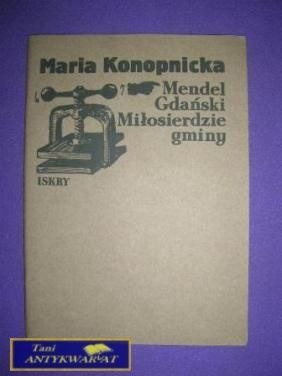 Maria Konopnicka
Mendel
Gdański
Miłosierdzie
gminy
ISKRY
Tani
ANTYKWARIAT